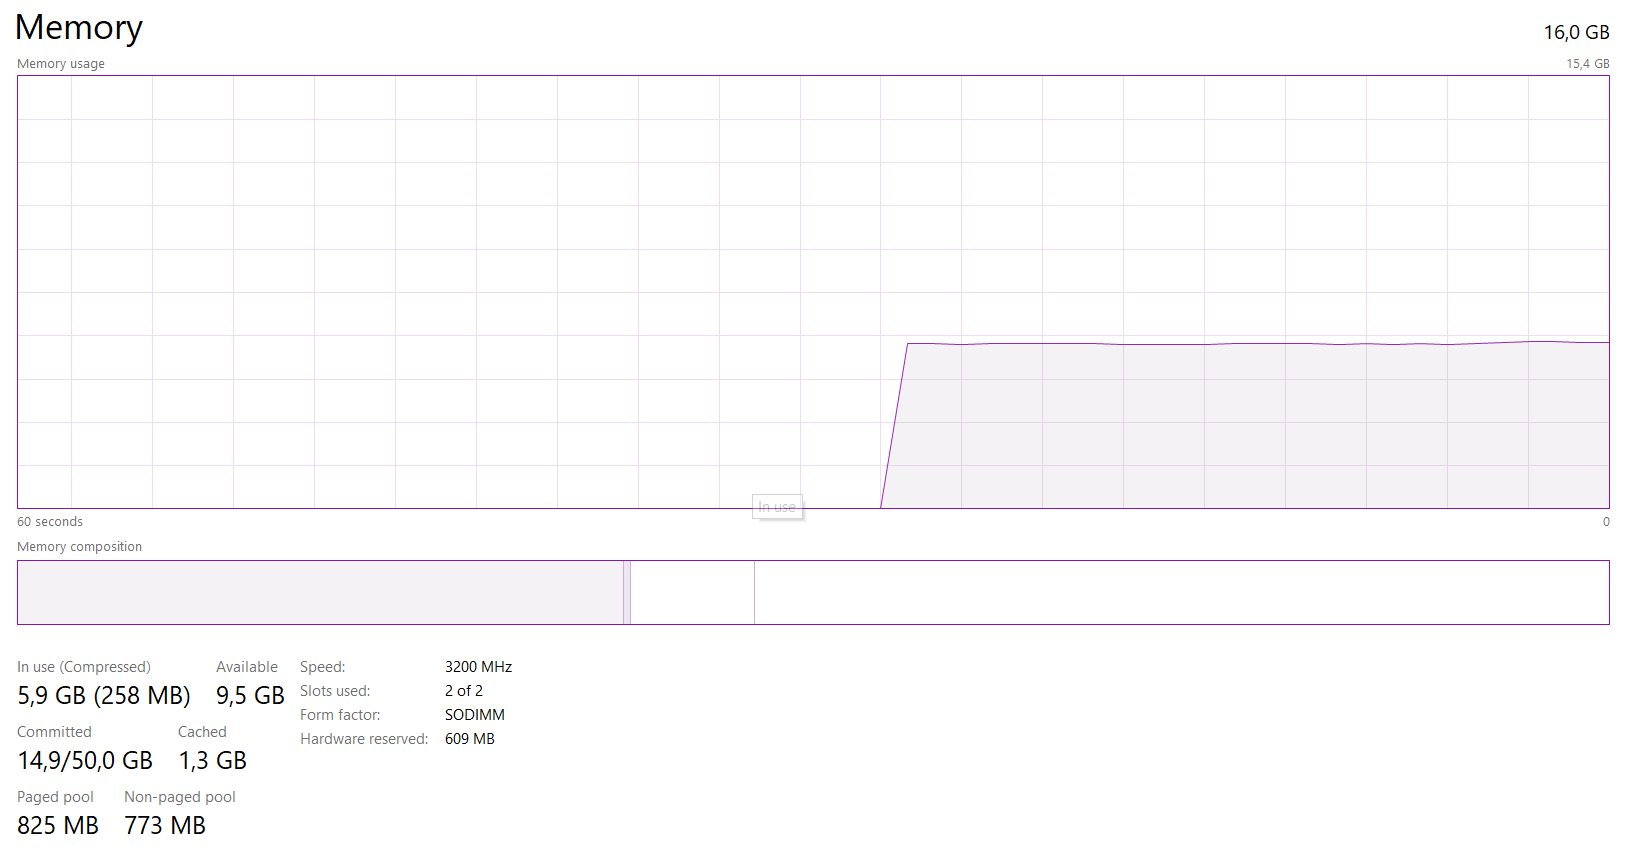 Memory
16,0 GB
Memory usage
15,4 GB
In use
60 seconds
0
Memory composition
In use (Compressed)
Available
5,9 GB (258 MB)
9,5 GB
Committed
Cached
14,9/50,0 GB
1,3 GB
Paged pool
Non-paged pool
825 MB
773 MB
Speed:
3200 MHz
Slots used:
2 of 2
Form factor:
SODIMM
Hardware reserved:
609 MB